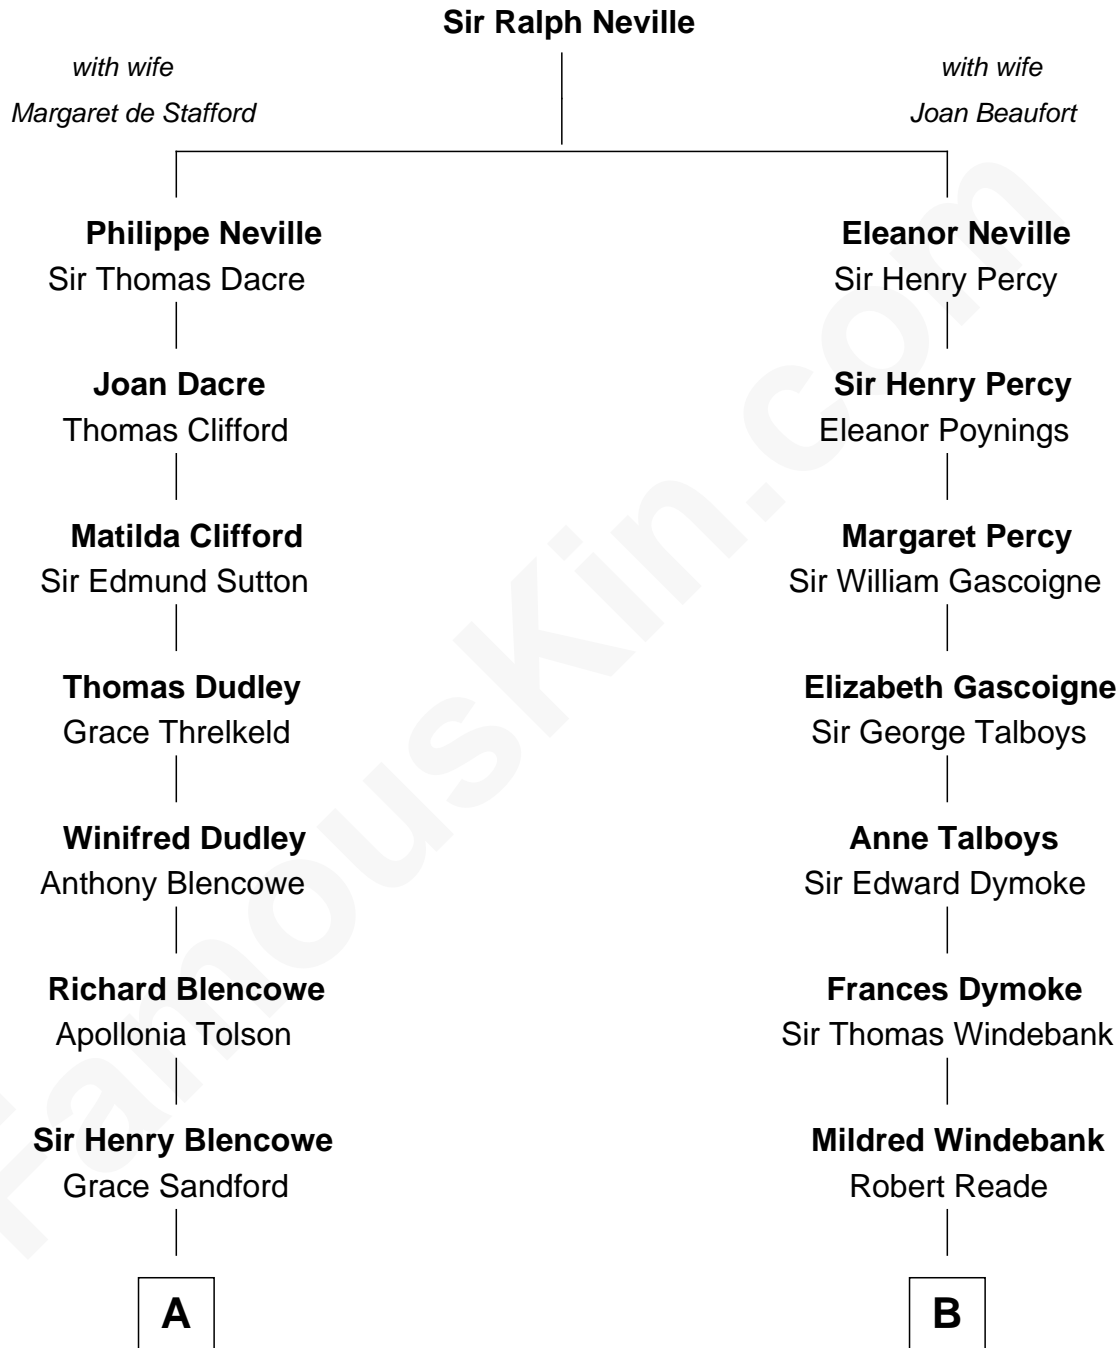 Sir Ralph Neville
with wife
Margaret de Stafford
with wife
Joan Beaufort
Philippe Neville
Sir Thomas Dacre
Joan Dacre
Thomas Clifford
Matilda Clifford
Sir Edmund Sutton
Thomas Dudley
Grace Threlkeld
Winifred Dudley
Anthony Blencowe
Richard Blencowe
Apollonia Tolson
Sir Henry Blencowe
Grace Sandford
A
Eleanor Neville
Sir Henry Percy
Sir Henry Percy
Eleanor Poynings
Margaret Percy
Sir William Gascoigne
Elizabeth Gascoigne
Sir George Talboys
Anne Talboys
Sir Edward Dymoke
Frances Dymoke
Sir Thomas Windebank
Mildred Windebank
Robert Reade
B
FamousKin.com